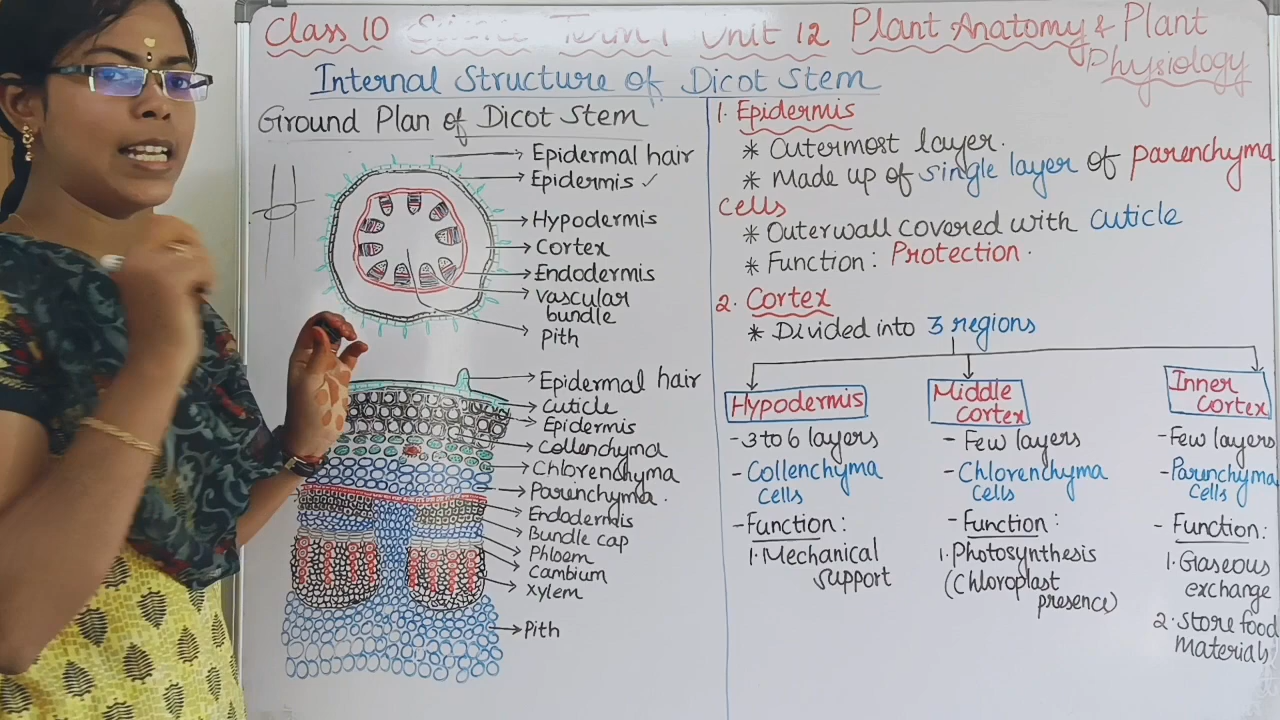 Class 10 Science Term 1 Unit 12 Plant Anatomy & Plant
Physiology
Internal Structure of Dicot Stem
Ground Plan of Dicot Stem
Epidermal hair
Epidermis ✓
Hypodermis
Cortex
Endodermis
Vascular
bundle
Pith
Epidermal hair
Cuticle
Epidermis
Collenchyma
Chlorenchyma
Parenchyma.
Endodermis
Bundle cap
Phloem
Cambium
Xylem
Pith
1. Epidermis
* Outermost layer.
* Made up of single layer of parenchyma
cells
* Outerwall covered with cuticle
* Function: Protection.
2. Cortex
* Divided into 3 regions
Hypodermis
- 3 to 6 layers
- Collenchyma
cells
- Function:
1. Mechanical
support
Middle
cortex
- Few layers
- Chlorenchyma
cells
- Function:
1. Photosynthesis
(Chloroplast
presence)
Inner
cortex
- Few layers
- Parenchyma
cells
- Function:
1. Gaseous
exchange
2. Store food
materials